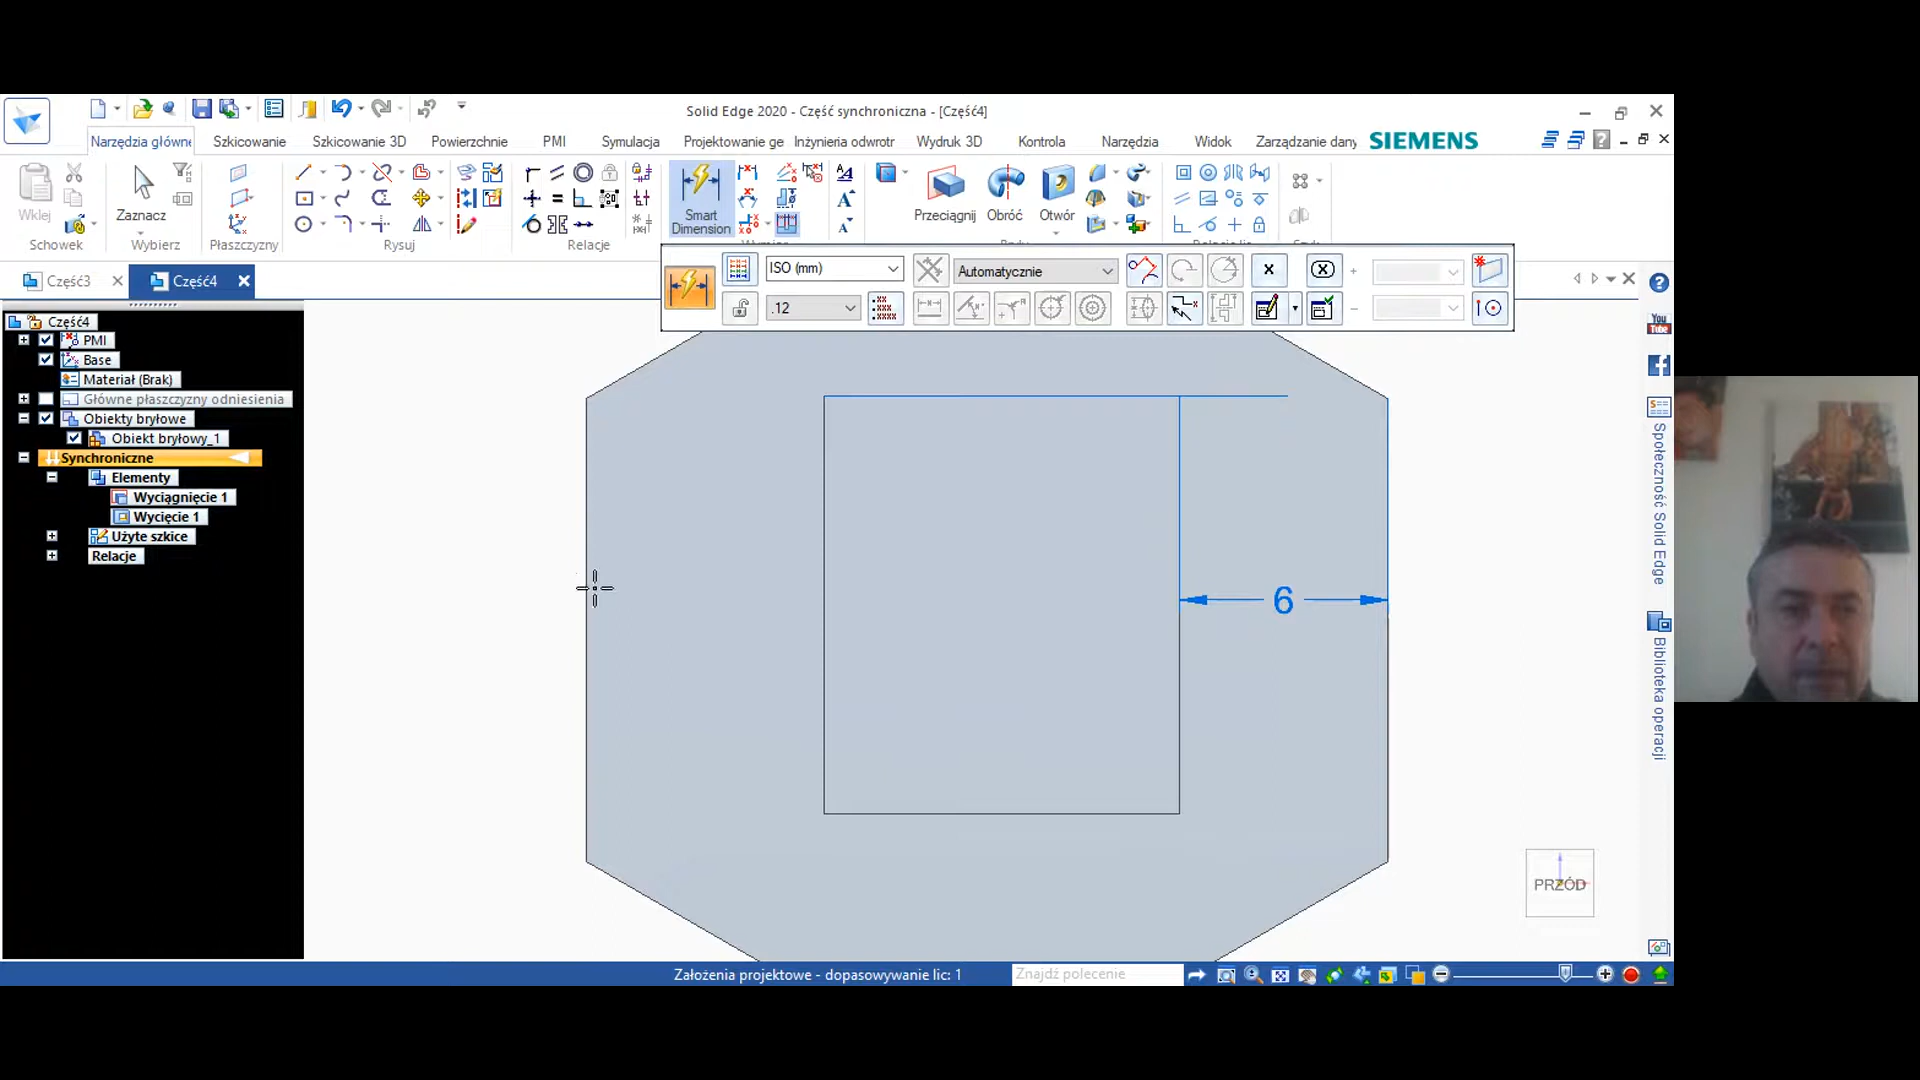 Solid Edge 2020 - Część synchroniczna - [Część4]
Narzędzia główne
Szkicowanie
Szkicowanie 3D
Powierzchnie
PMI
Symulacja
Projektowanie ge
Inżynieria odwrotr
Wydruk 3D
Kontrola
Narzędzia
Widok
Zarządzanie dany
SIEMENS
Wklej
Schowek
Zaznacz
Wybierz
Płaszczyzny
Rysuj
Relacje
Smart
Dimension
Przeciągnij
Obróć
Otwór
Część3
Część4
ISO (mm)
Automatycznie
.12
Część4
PMI
Base
Materiał (Brak)
Główne płaszczyzny odniesienia
Obiekty bryłowe
Obiekt bryłowy_1
Synchroniczne
Elementy
Wyciągnięcie 1
Wycięcie 1
Użyte szkice
Relacje
6
PRZÓD
You
Tube
Społeczność Solid Edge
Biblioteka operacji
Założenia projektowe - dopasowywanie lic: 1
Znajdź polecenie